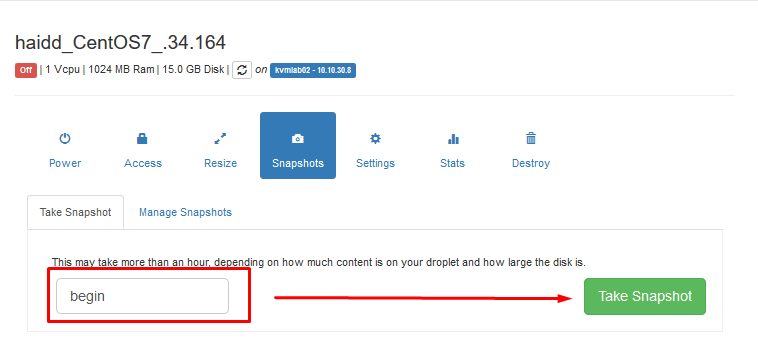 haidd_CentOS7_.34.164
Off | 1 Vcpu | 1024 MB Ram | 15.0 GB Disk | on kvmlab02 - 10.10.30.8
Power Access Resize Snapshots Settings Stats Destroy
Take Snapshot Manage Snapshots
This may take more than an hour, depending on how much content is on your droplet and how large the disk is.
begin Take Snapshot